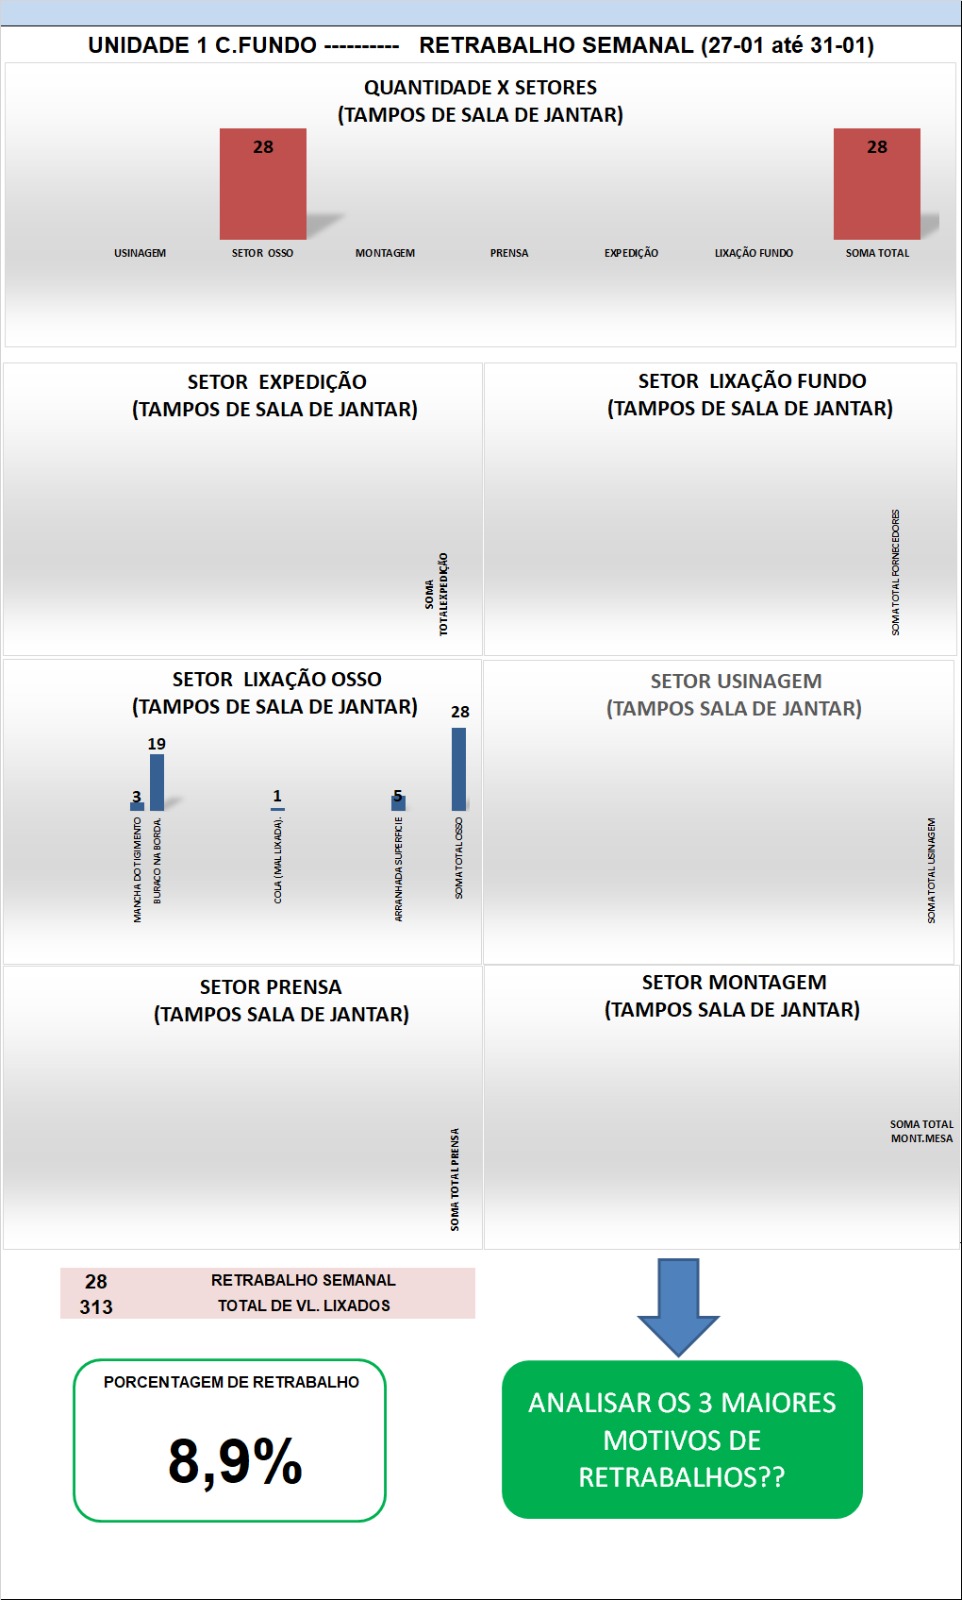 UNIDADE 1 C.FUNDO ---------- RETRABALHO SEMANAL (27-01 até 31-01)
QUANTIDADE X SETORES
(TAMPOS DE SALA DE JANTAR)
28
28
USINAGEM
SETOR OSSO
MONTAGEM
PRENSA
EXPEDIÇÃO
LIXAÇÃO FUNDO
SOMA TOTAL
SETOR EXPEDIÇÃO
(TAMPOS DE SALA DE JANTAR)
SOMA
TOTALEXPEDIÇÃO
SETOR LIXAÇÃO FUNDO
(TAMPOS DE SALA DE JANTAR)
SOMA TOTAL FORNECEDORES
SETOR LIXAÇÃO OSSO
(TAMPOS DE SALA DE JANTAR)
3
19
1
5
28
MANCHA DO TIGIMENTO
BURACO NA BORDA.
COLA (MAL LIXADA).
ARRANHADA SUPERFICIE
SOMA TOTAL OSSO
SETOR USINAGEM
(TAMPOS SALA DE JANTAR)
SOMA TOTAL USINAGEM
SETOR PRENSA
(TAMPOS SALA DE JANTAR)
SOMA TOTAL PRENSA
SETOR MONTAGEM
(TAMPOS SALA DE JANTAR)
SOMA TOTAL
MONT.MESA
28 RETRABALHO SEMANAL
313 TOTAL DE VL. LIXADOS
PORCENTAGEM DE RETRABALHO
8,9%
ANALISAR OS 3 MAIORES
MOTIVOS DE
RETRABALHOS??